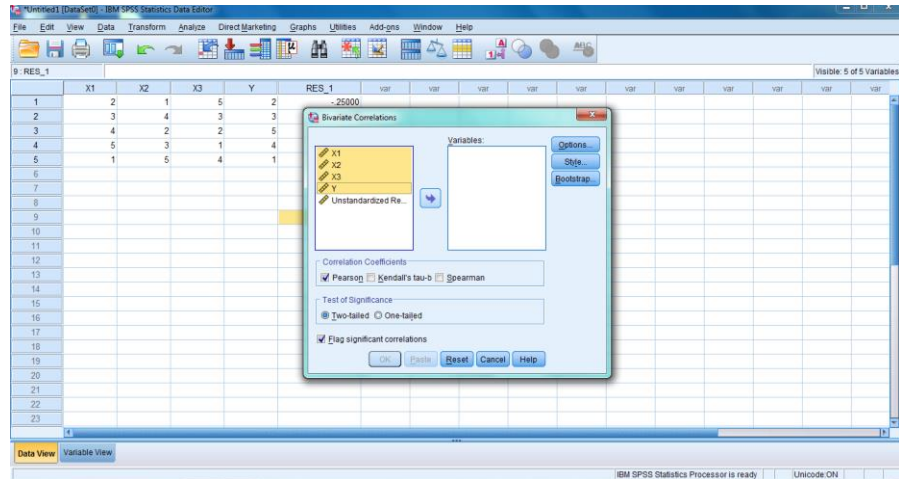 *Untitled1 [DataSet0] - IBM SPSS Statistics Data Editor
File Edit View Data Transform Analyze Direct Marketing Graphs Utilities Add-ons Window Help
9 : RES_1
Visible: 5 of 5 Variables
X1 X2 X3 Y RES_1 var var var var var var var var var
1 2 1 5 2 -.25000
2 3 4 3 3
3 4 2 2 5
4 5 3 1 4
5 1 5 4 1
6
7
8
9
10
11
12
13
14
15
16
17
18
19
20
21
22
23
Bivariate Correlations
Variables:
X1
X2
X3
Y
Unstandardized Re...
Options...
Style...
Bootstrap...
Correlation Coefficients
Pearson Kendall's tau-b Spearman
Test of Significance
Two-tailed One-tailed
Flag significant correlations
OK Paste Reset Cancel Help
Data View Variable View
IBM SPSS Statistics Processor is ready Unicode:ON